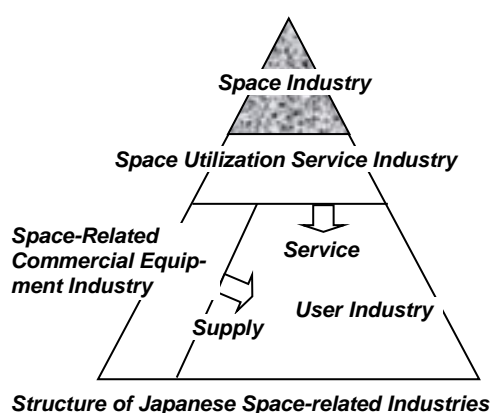 Space Industry
Space Utilization Service Industry
Space-Related
Commercial Equip-
ment Industry
Service
Supply
User Industry
Structure of Japanese Space-related Industries